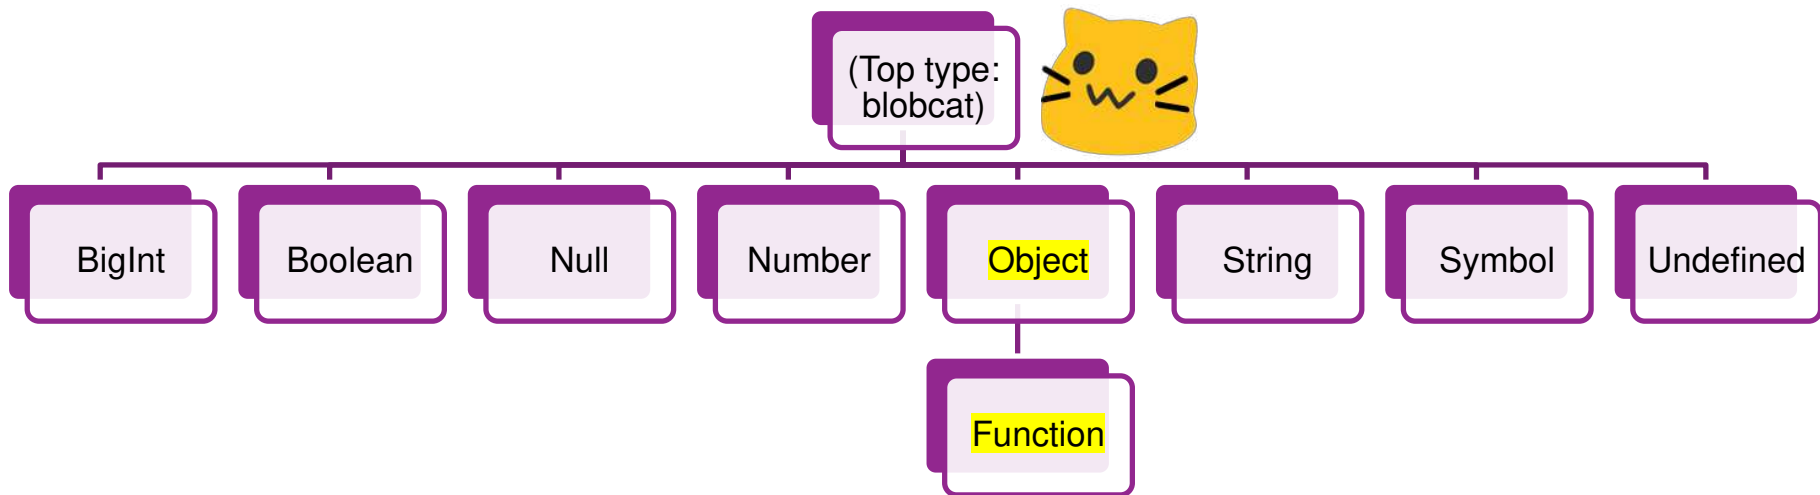 (Top type:
blobcat)
BigInt
Boolean
Null
Number
Object
String
Symbol
Undefined
Function